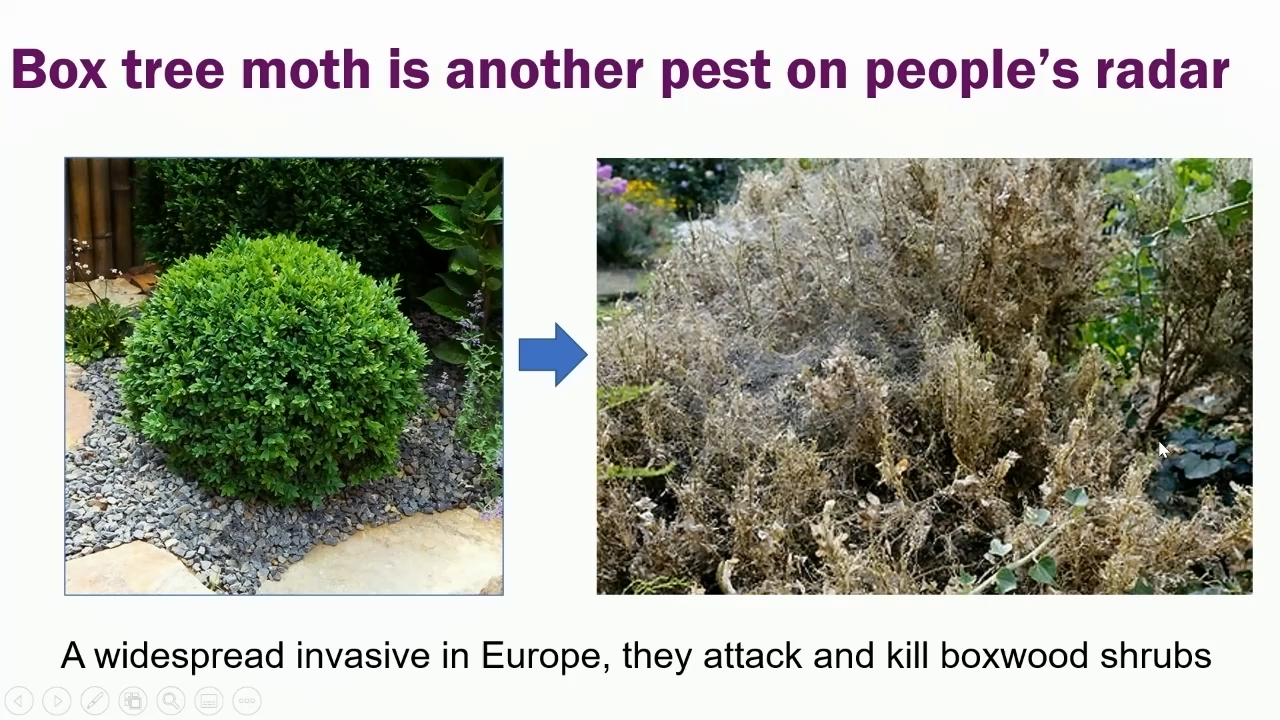 Box tree moth is another pest on people’s radar
A widespread invasive in Europe, they attack and kill boxwood shrubs